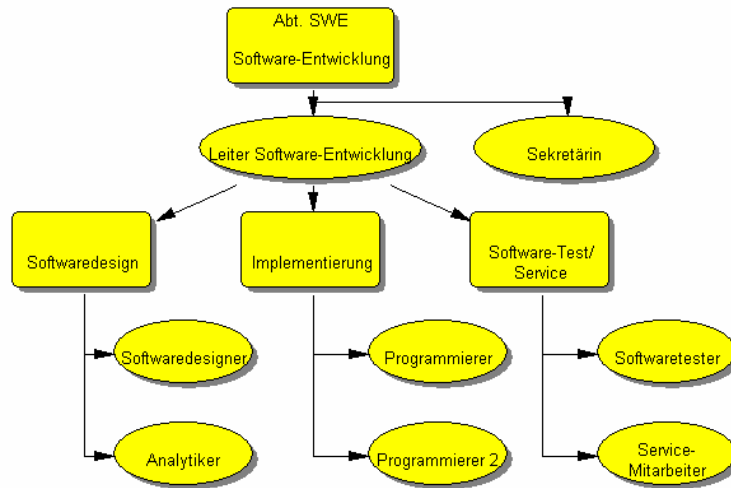 Abt. SWE
Software-Entwicklung
Leiter Software-Entwicklung
Sekretärin
Softwaredesign
Implementierung
Software-Test/
Service
Softwaredesigner
Programmierer
Softwaretester
Analytiker
Programmierer 2
Service-
Mitarbeiter